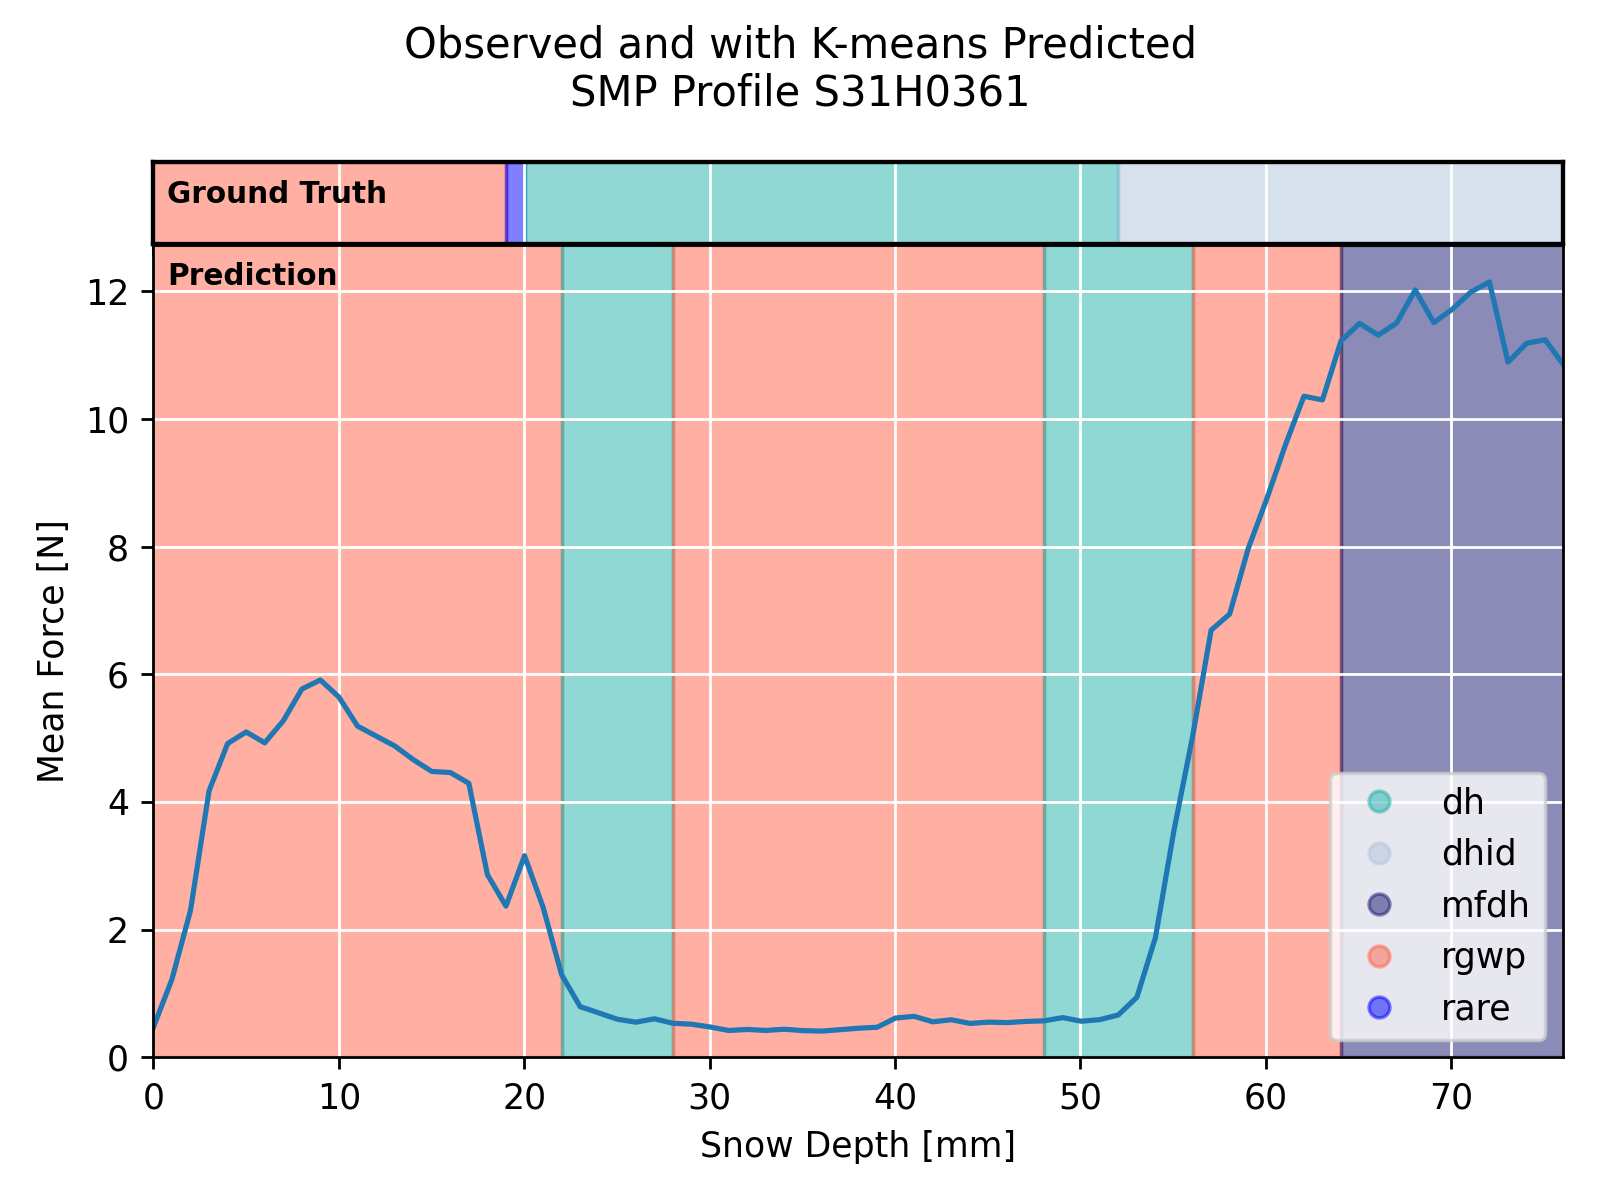 Observed and with K-means Predicted
SMP Profile S31H0361
Ground Truth
Prediction
12
10
8
6
4
2
0
Mean Force [N]
dh
dhid
mfdh
rgwp
rare
0 10 20 30 40 50 60 70
Snow Depth [mm]